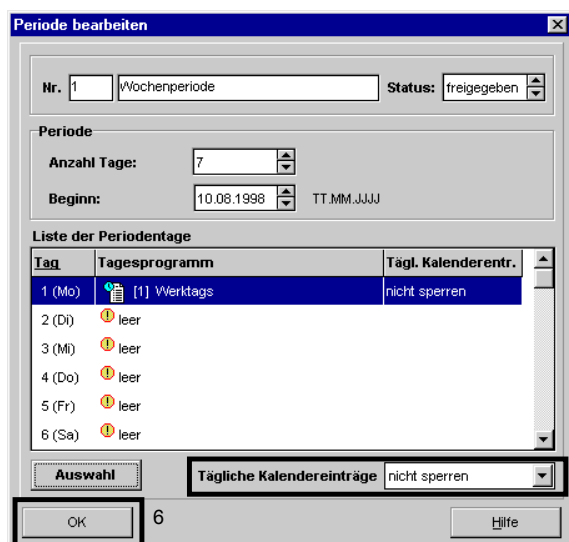 Periode bearbeiten
Nr. 1 Wochenperiode Status: freigegeben
Periode
Anzahl Tage: 7
Beginn: 10.08.1998 TT.MM.JJJJ
Liste der Periodentage
Tag Tagesprogramm Tägl. Kalenderentr.
1 (Mo) [1] Werktags nicht sperren
2 (Di) leer
3 (Mi) leer
4 (Do) leer
5 (Fr) leer
6 (Sa) leer
Auswahl Tägliche Kalendereinträge nicht sperren
OK 6 Hilfe